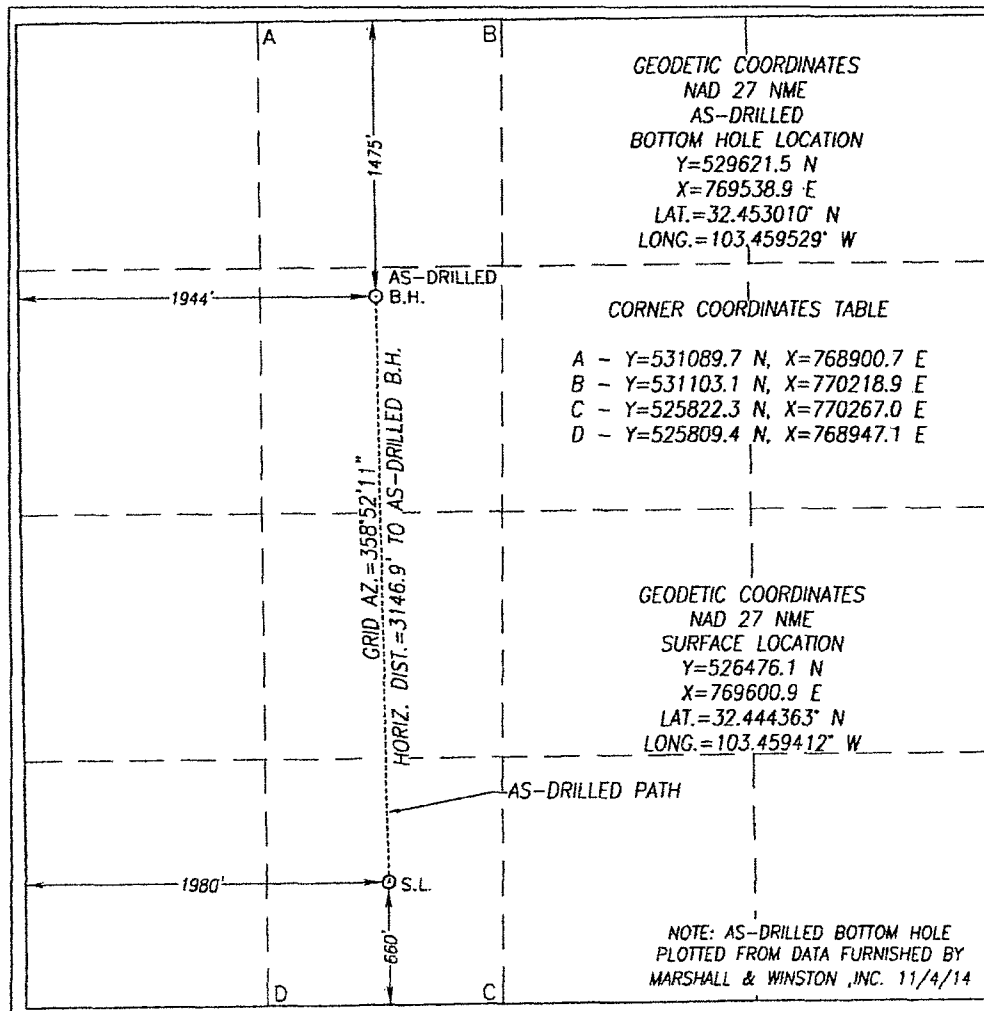 A
B
1475'
GEODETIC COORDINATES
NAD 27 NME
AS-DRILLED
BOTTOM HOLE LOCATION
Y=529621.5 N
X=769538.9 E
LAT.=32.453010° N
LONG.=103.459529° W
AS-DRILLED
B.H.
1944'
CORNER COORDINATES TABLE
A - Y=531089.7 N, X=768900.7 E
B - Y=531103.1 N, X=770218.9 E
C - Y=525822.3 N, X=770267.0 E
D - Y=525809.4 N, X=768947.1 E
GRID AZ.=358°52'11"
HORIZ. DIST.=3146.9' TO AS-DRILLED B.H.
GEODETIC COORDINATES
NAD 27 NME
SURFACE LOCATION
Y=526476.1 N
X=769600.9 E
LAT.=32.444363° N
LONG.=103.459412° W
AS-DRILLED PATH
1980'
S.L.
660'
D
C
NOTE: AS-DRILLED BOTTOM HOLE
PLOTTED FROM DATA FURNISHED BY
MARSHALL & WINSTON ,INC. 11/4/14